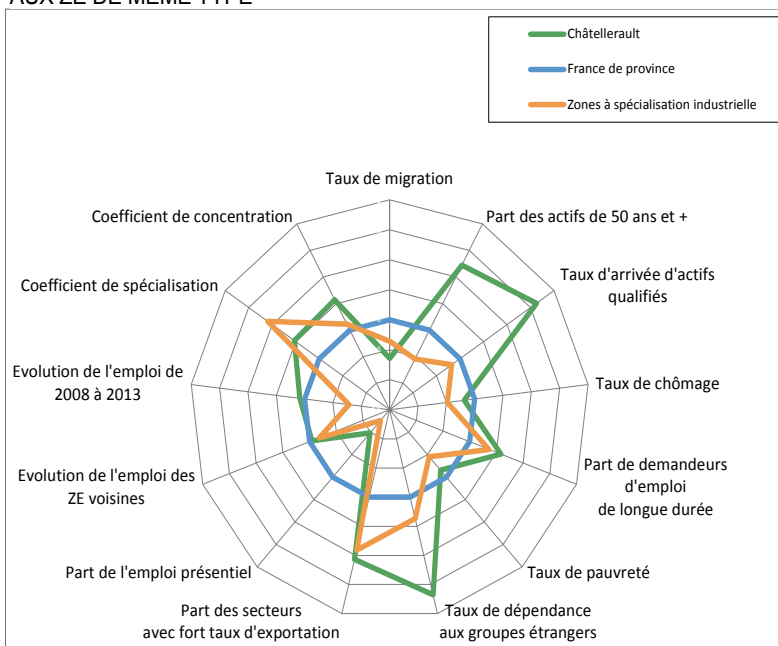 AUX ZE DE MÊME TYPE
Châtellerault
France de province
Zones à spécialisation industrielle
Taux de migration
Part des actifs de 50 ans et +
Taux d'arrivée d'actifs
qualifiés
Taux de chômage
Part de demandeurs
d'emploi
de longue durée
Taux de pauvreté
Taux de dépendance
aux groupes étrangers
Part des secteurs
avec fort taux d'exportation
Part de l'emploi présentiel
Evolution de l'emploi des
ZE voisines
Evolution de l'emploi de
2008 à 2013
Coefficient de spécialisation
Coefficient de concentration